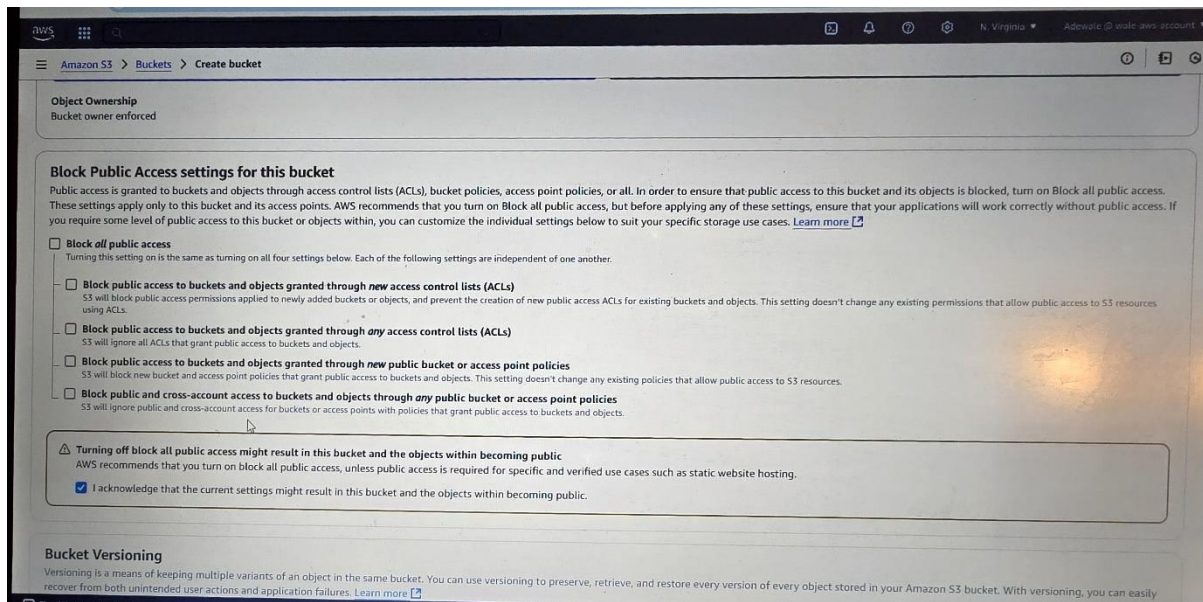 aws
N. Virginia
Adewale @ wole-aws-account
Amazon S3 > Buckets > Create bucket
Object Ownership
Bucket owner enforced
Block Public Access settings for this bucket
Public access is granted to buckets and objects through access control lists (ACLs), bucket policies, access point policies, or all. In order to ensure that public access to this bucket and its objects is blocked, turn on Block all public access.
These settings apply only to this bucket and its access points. AWS recommends that you turn on Block all public access, but before applying any of these settings, ensure that your applications will work correctly without public access. If
you require some level of public access to this bucket or objects within, you can customize the individual settings below to suit your specific storage use cases. Learn more
Block all public access
Turning this setting on is the same as turning on all four settings below. Each of the following settings are independent of one another.
Block public access to buckets and objects granted through new access control lists (ACLs)
S3 will block public access permissions applied to newly added buckets or objects, and prevent the creation of new public access ACLs for existing buckets and objects. This setting doesn't change any existing permissions that allow public access to S3 resources
using ACLs.
Block public access to buckets and objects granted through any access control lists (ACLs)
S3 will ignore all ACLs that grant public access to buckets and objects.
Block public access to buckets and objects granted through new public bucket or access point policies
S3 will block new bucket and access point policies that grant public access to buckets and objects. This setting doesn't change any existing policies that allow public access to S3 resources.
Block public and cross-account access to buckets and objects through any public bucket or access point policies
S3 will ignore public and cross-account access for buckets or access points with policies that grant public access to buckets and objects.
Turning off block all public access might result in this bucket and the objects within becoming public
AWS recommends that you turn on block all public access, unless public access is required for specific and verified use cases such as static website hosting.
I acknowledge that the current settings might result in this bucket and the objects within becoming public.
Bucket Versioning
Versioning is a means of keeping multiple variants of an object in the same bucket. You can use versioning to preserve, retrieve, and restore every version of every object stored in your Amazon S3 bucket. With versioning, you can easily
recover from both unintended user actions and application failures. Learn more